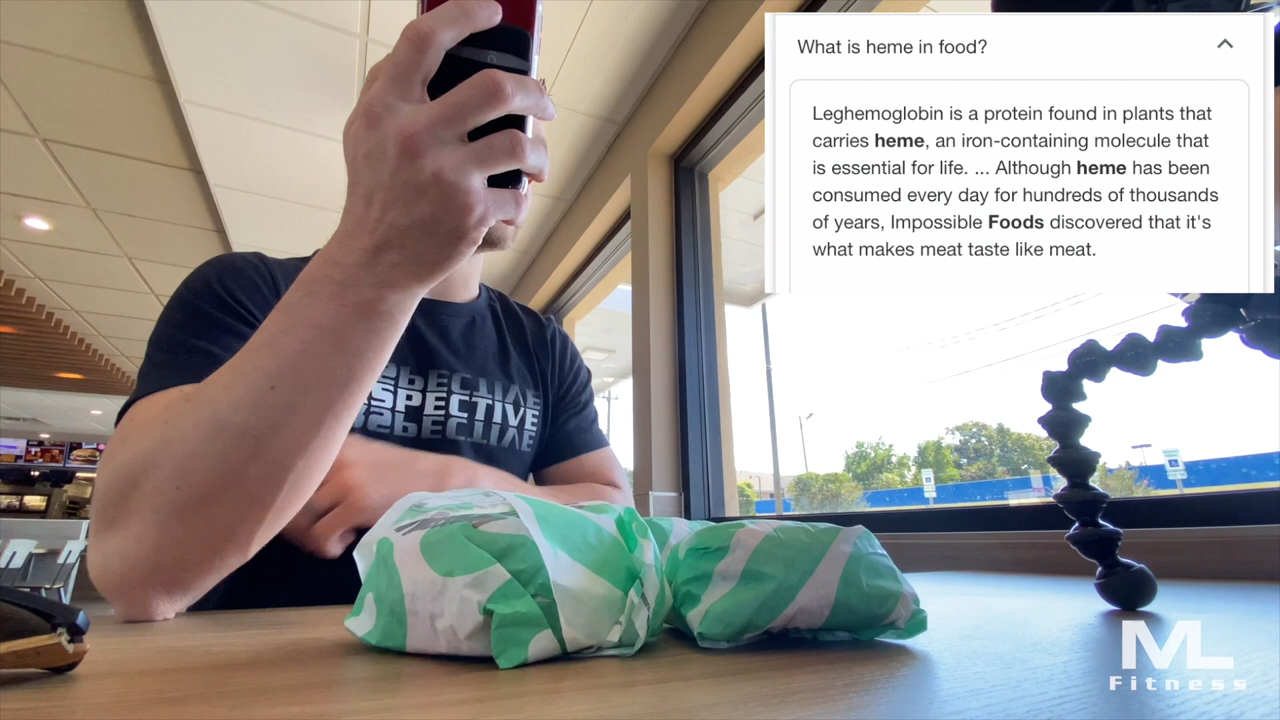 What is heme in food?
Leghemoglobin is a protein found in plants that
carries heme, an iron-containing molecule that
is essential for life. ... Although heme has been
consumed every day for hundreds of thousands
of years, Impossible Foods discovered that it's
what makes meat taste like meat.
SPECTIVE
ML
Fitness